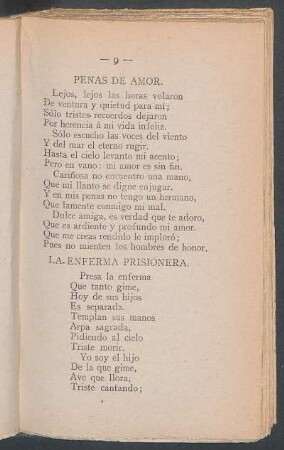 — 9 —
PENAS DE AMOR.
Lejos, lejos las horas volaron
De ventura y quietud para mí;
Sólo tristes recuerdos dejaron
Por herencia á mi vida infeliz.
Sólo escucho las voces del viento
Y del mar el eterno rugir,
Hasta el cielo levanto mi acento;
Pero en vano: mi amor es sin fin.
Cariñosa no encuentro una mano,
Que mi llanto se digne enjugar.
Y en mis penas no tengo un hermano,
Que lamente conmigo mi mal.
Dulce amiga, es verdad que te adoro,
Que es ardiente y profundo mi amor.
Que me creas rendido le imploró;
Pues no mienten los hombres de honor.
LA ENFERMA PRISIONERA.
Presa la enferma
Que tanto gime,
Hoy de sus hijos
Es separada.
Templan sus manos
Arpa sagrada,
Pidiendo al cielo
Triste morir.
Yo soy el hijo
De la que gime,
Ave que llora,
Triste cantando;